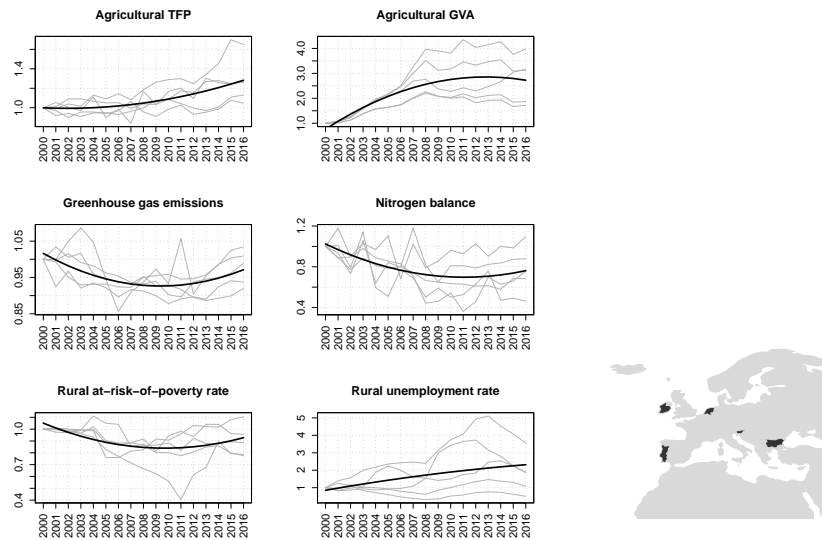 Agricultural TFP
1.0 1.4
2000 2001 2002 2003 2004 2005 2006 2007 2008 2009 2010 2011 2012 2013 2014 2015 2016
Agricultural GVA
1.0 2.0 3.0 4.0
2000 2001 2002 2003 2004 2005 2006 2007 2008 2009 2010 2011 2012 2013 2014 2015 2016
Greenhouse gas emissions
0.85 0.95 1.05
2000 2001 2002 2003 2004 2005 2006 2007 2008 2009 2010 2011 2012 2013 2014 2015 2016
Nitrogen balance
0.4 0.8 1.2
2000 2001 2002 2003 2004 2005 2006 2007 2008 2009 2010 2011 2012 2013 2014 2015 2016
Rural at−risk−of−poverty rate
0.4 0.7 1.0
2000 2001 2002 2003 2004 2005 2006 2007 2008 2009 2010 2011 2012 2013 2014 2015 2016
Rural unemployment rate
1 2 3 4 5
2000 2001 2002 2003 2004 2005 2006 2007 2008 2009 2010 2011 2012 2013 2014 2015 2016